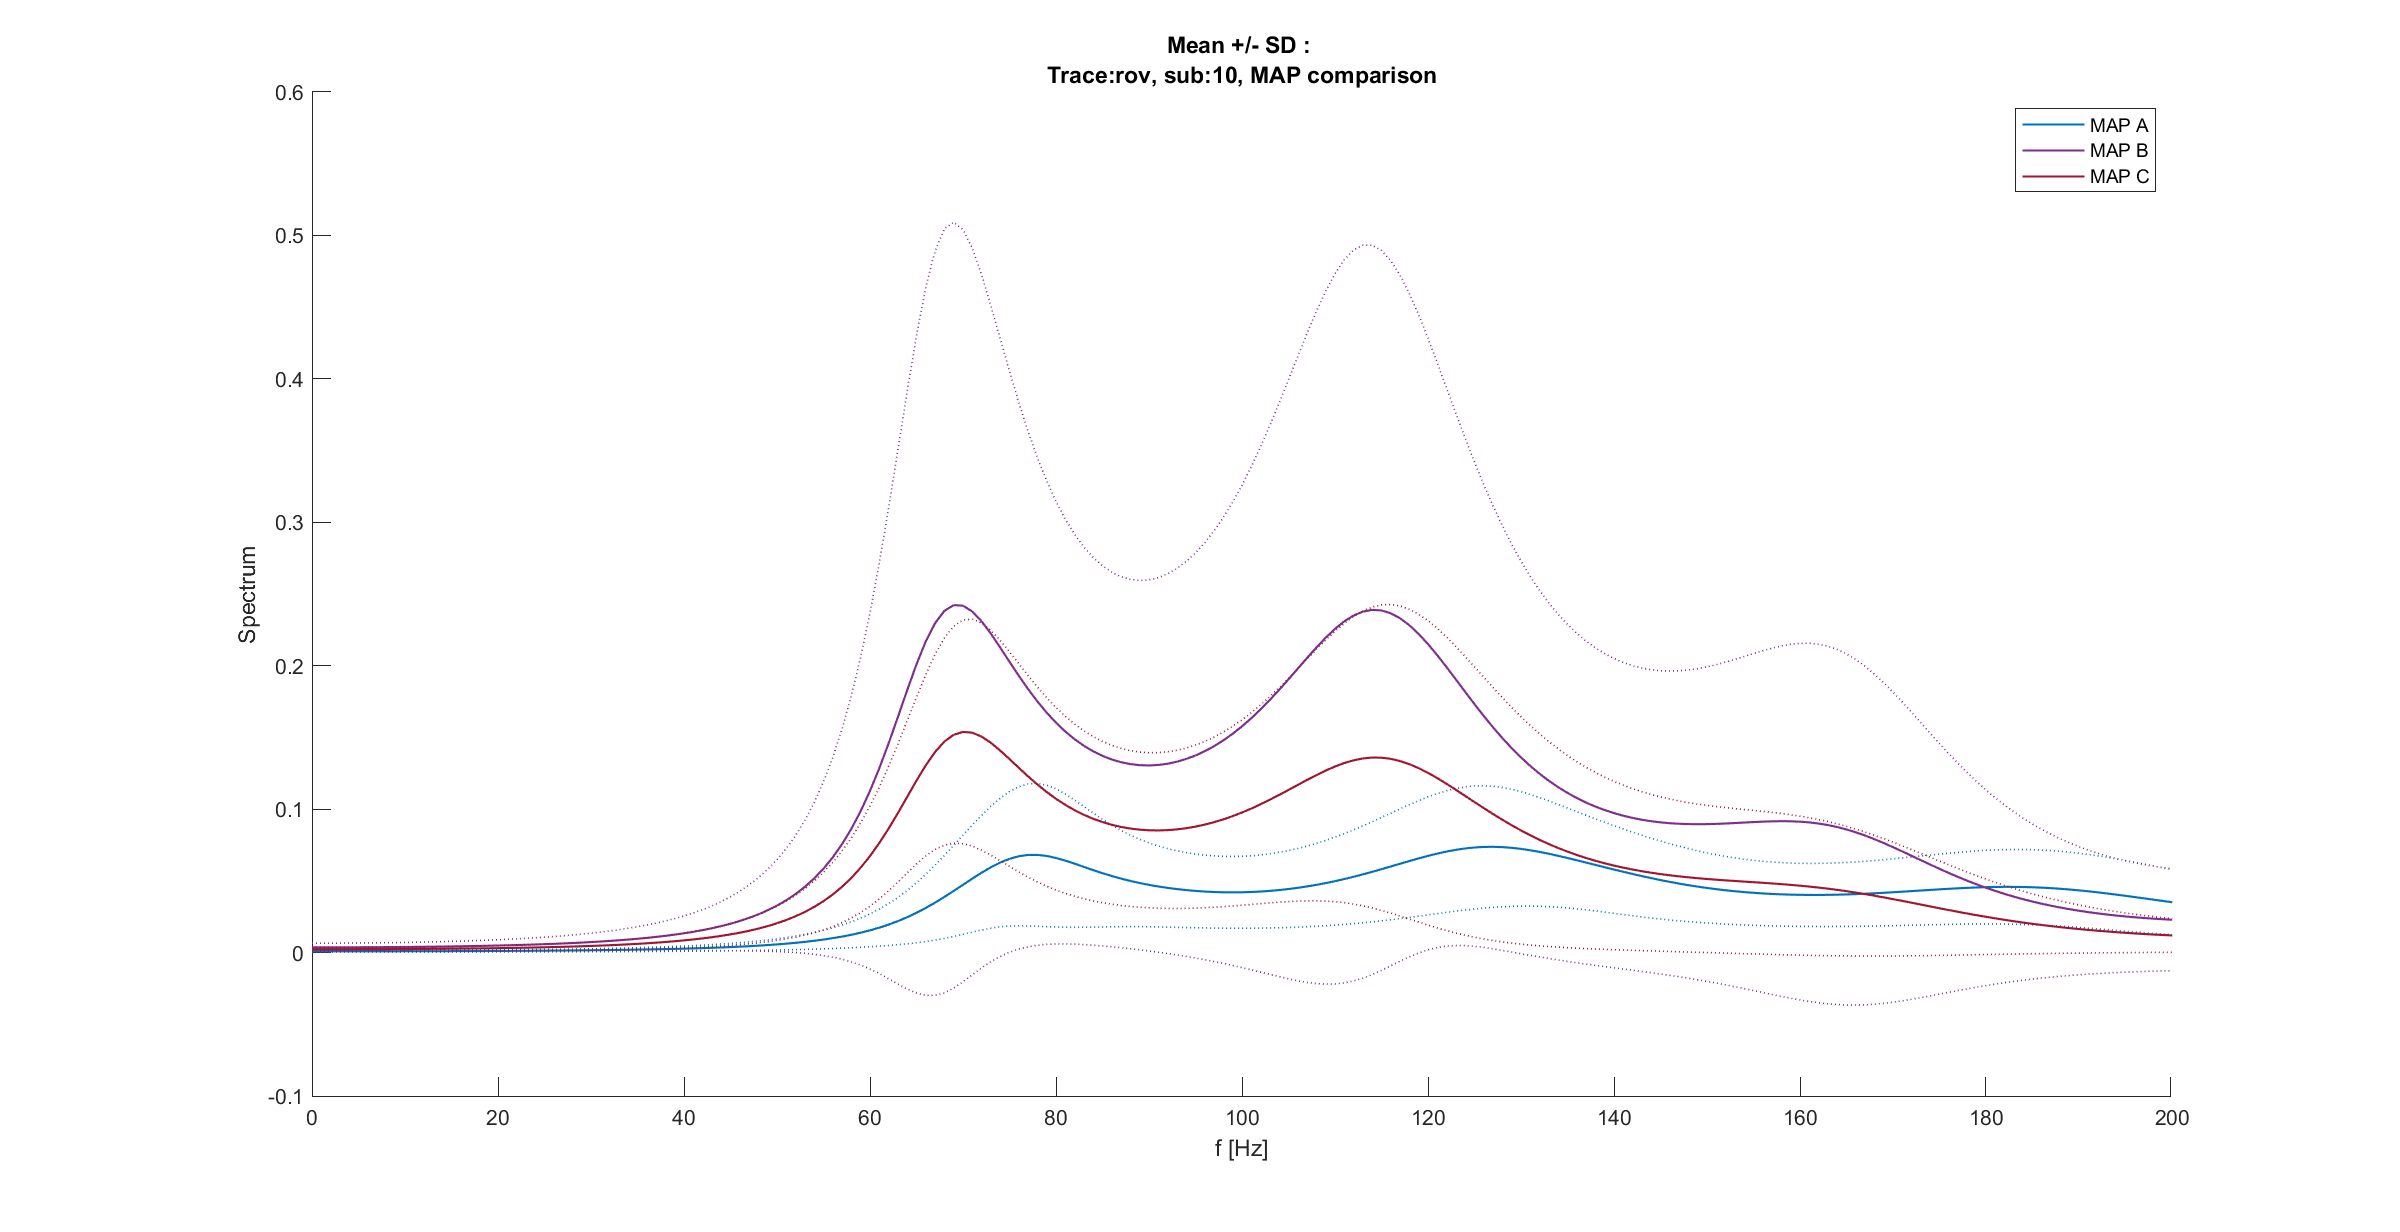 Mean +/- SD :
Trace:rov, sub:10, MAP comparison
MAP A
MAP B
MAP C
0.6
0.5
0.4
0.3
0.2
0.1
0
-0.1
Spectrum
0 20 40 60 80 100 120 140 160 180 200
f [Hz]